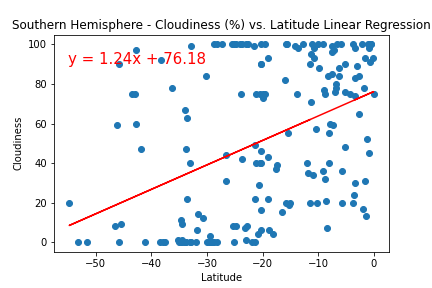 Southern Hemisphere - Cloudiness (%) vs. Latitude Linear Regression
y = 1.24x + 76.18
100
80
60
40
20
0
Cloudiness
−50 −40 −30 −20 −10 0
Latitude